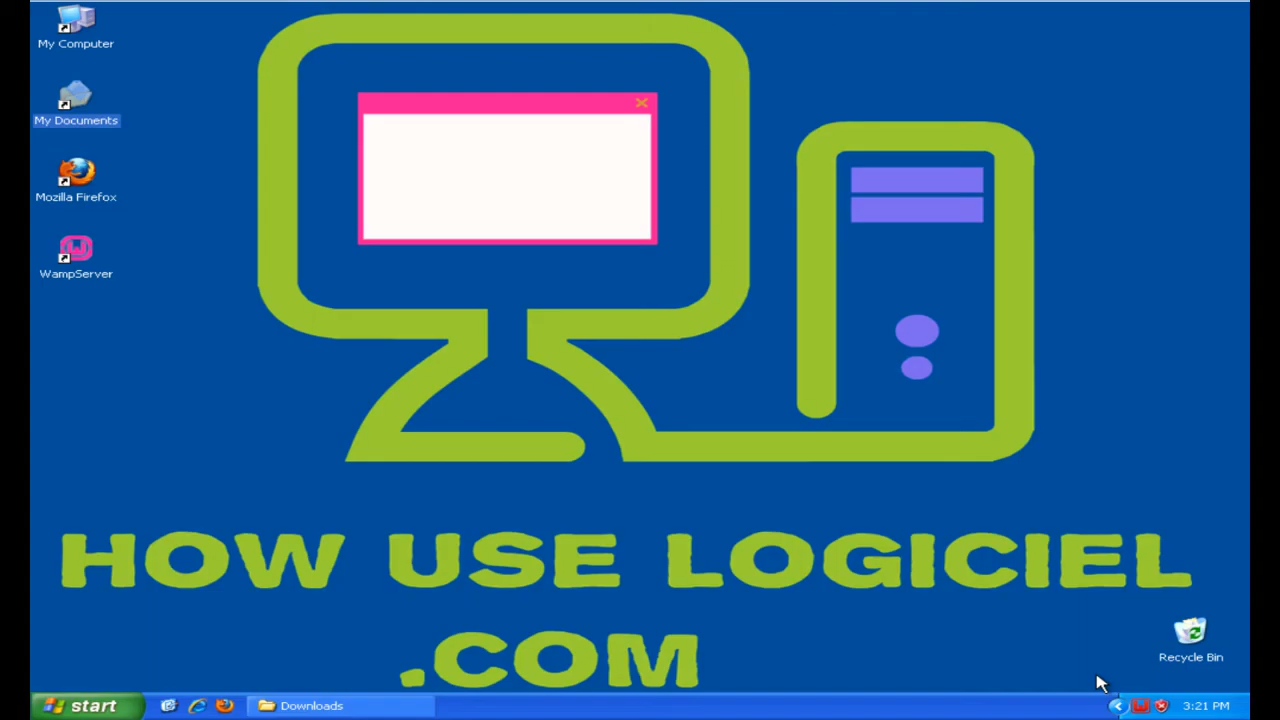 My Computer
My Documents
Mozilla Firefox
WampServer
HOW USE LOGICIEL
.COM
Recycle Bin
start
Downloads
3:21 PM